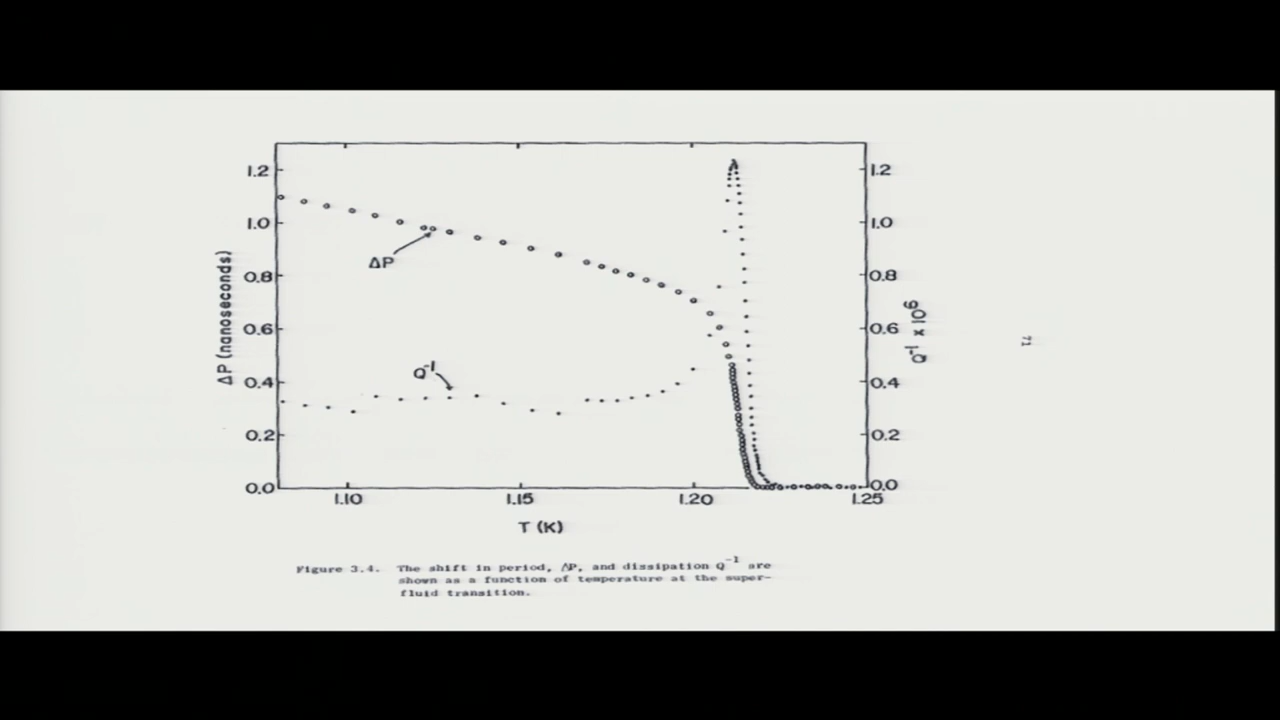 1.2
1.0
0.8
0.6
0.4
0.2
0.0
ΔP (nanoseconds)
ΔP
Q⁻¹
1.2
1.0
0.8
0.6
0.4
0.2
0.0
Q⁻¹ x 10⁶
1.10 1.15 1.20 1.25
T (K)
71
Figure 3.4. The shift in period, ΔP, and dissipation Q⁻¹ are
shown as a function of temperature at the super-
fluid transition.